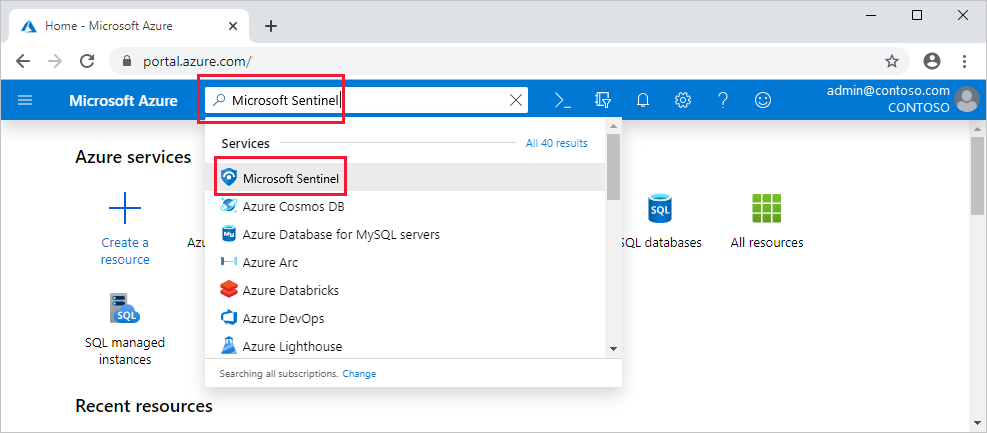 Home - Microsoft Azure
portal.azure.com/
Microsoft Azure
Microsoft Sentinel
admin@contoso.com
CONTOSO
Services
All 40 results
Azure services
Microsoft Sentinel
Azure Cosmos DB
Azure Database for MySQL servers
Azure Arc
Azure Databricks
Azure DevOps
Azure Lighthouse
Searching all subscriptions. Change
Create a
resource
Az
SQL
SQL databases
All resources
SQL
SQL managed
instances
Recent resources